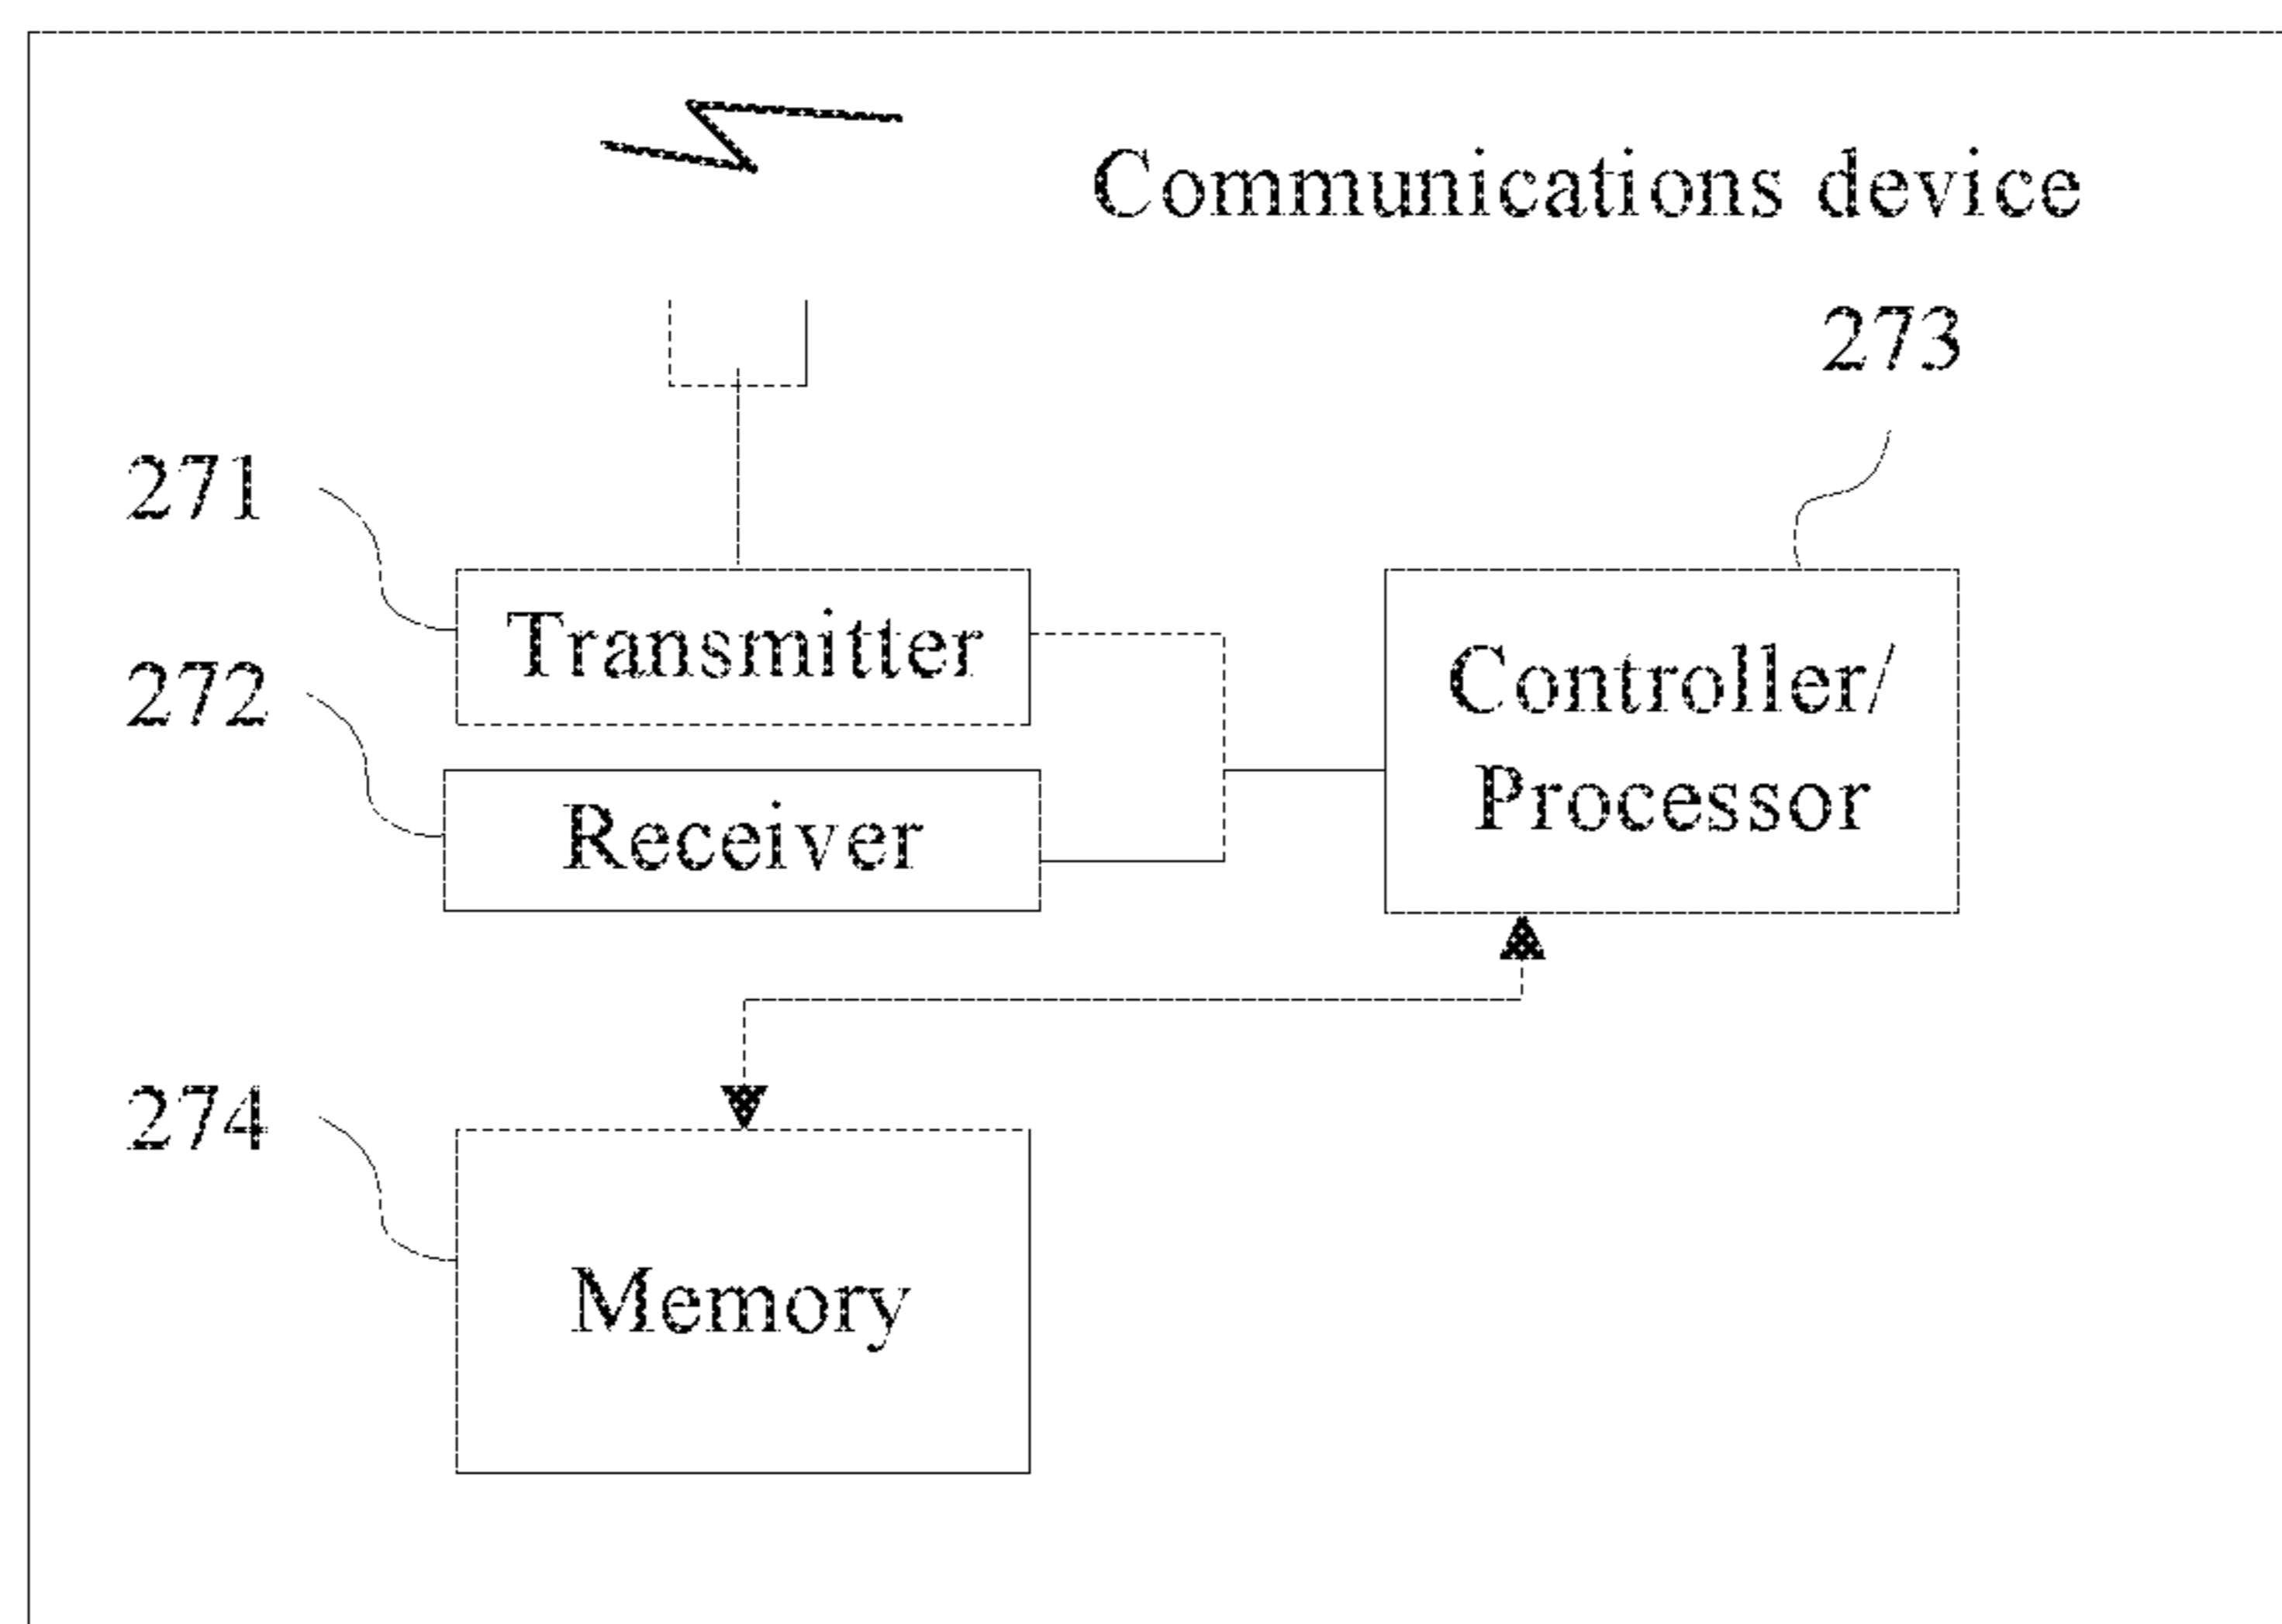 Communications device
273
271
Transmitter
Controller/
Processor
272
Receiver
274
Memory